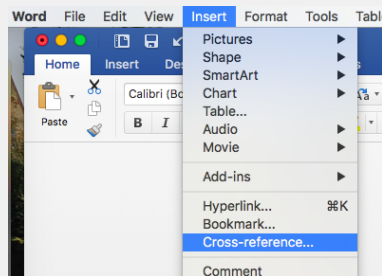 Word File Edit View Insert Format Tools
Home Insert
Pictures
Shape
SmartArt
Chart
Table...
Audio
Movie
Add-ins
Hyperlink... ⌘K
Bookmark...
Cross-reference...
Comment
Paste
Calibri (Bo
B I
Aa